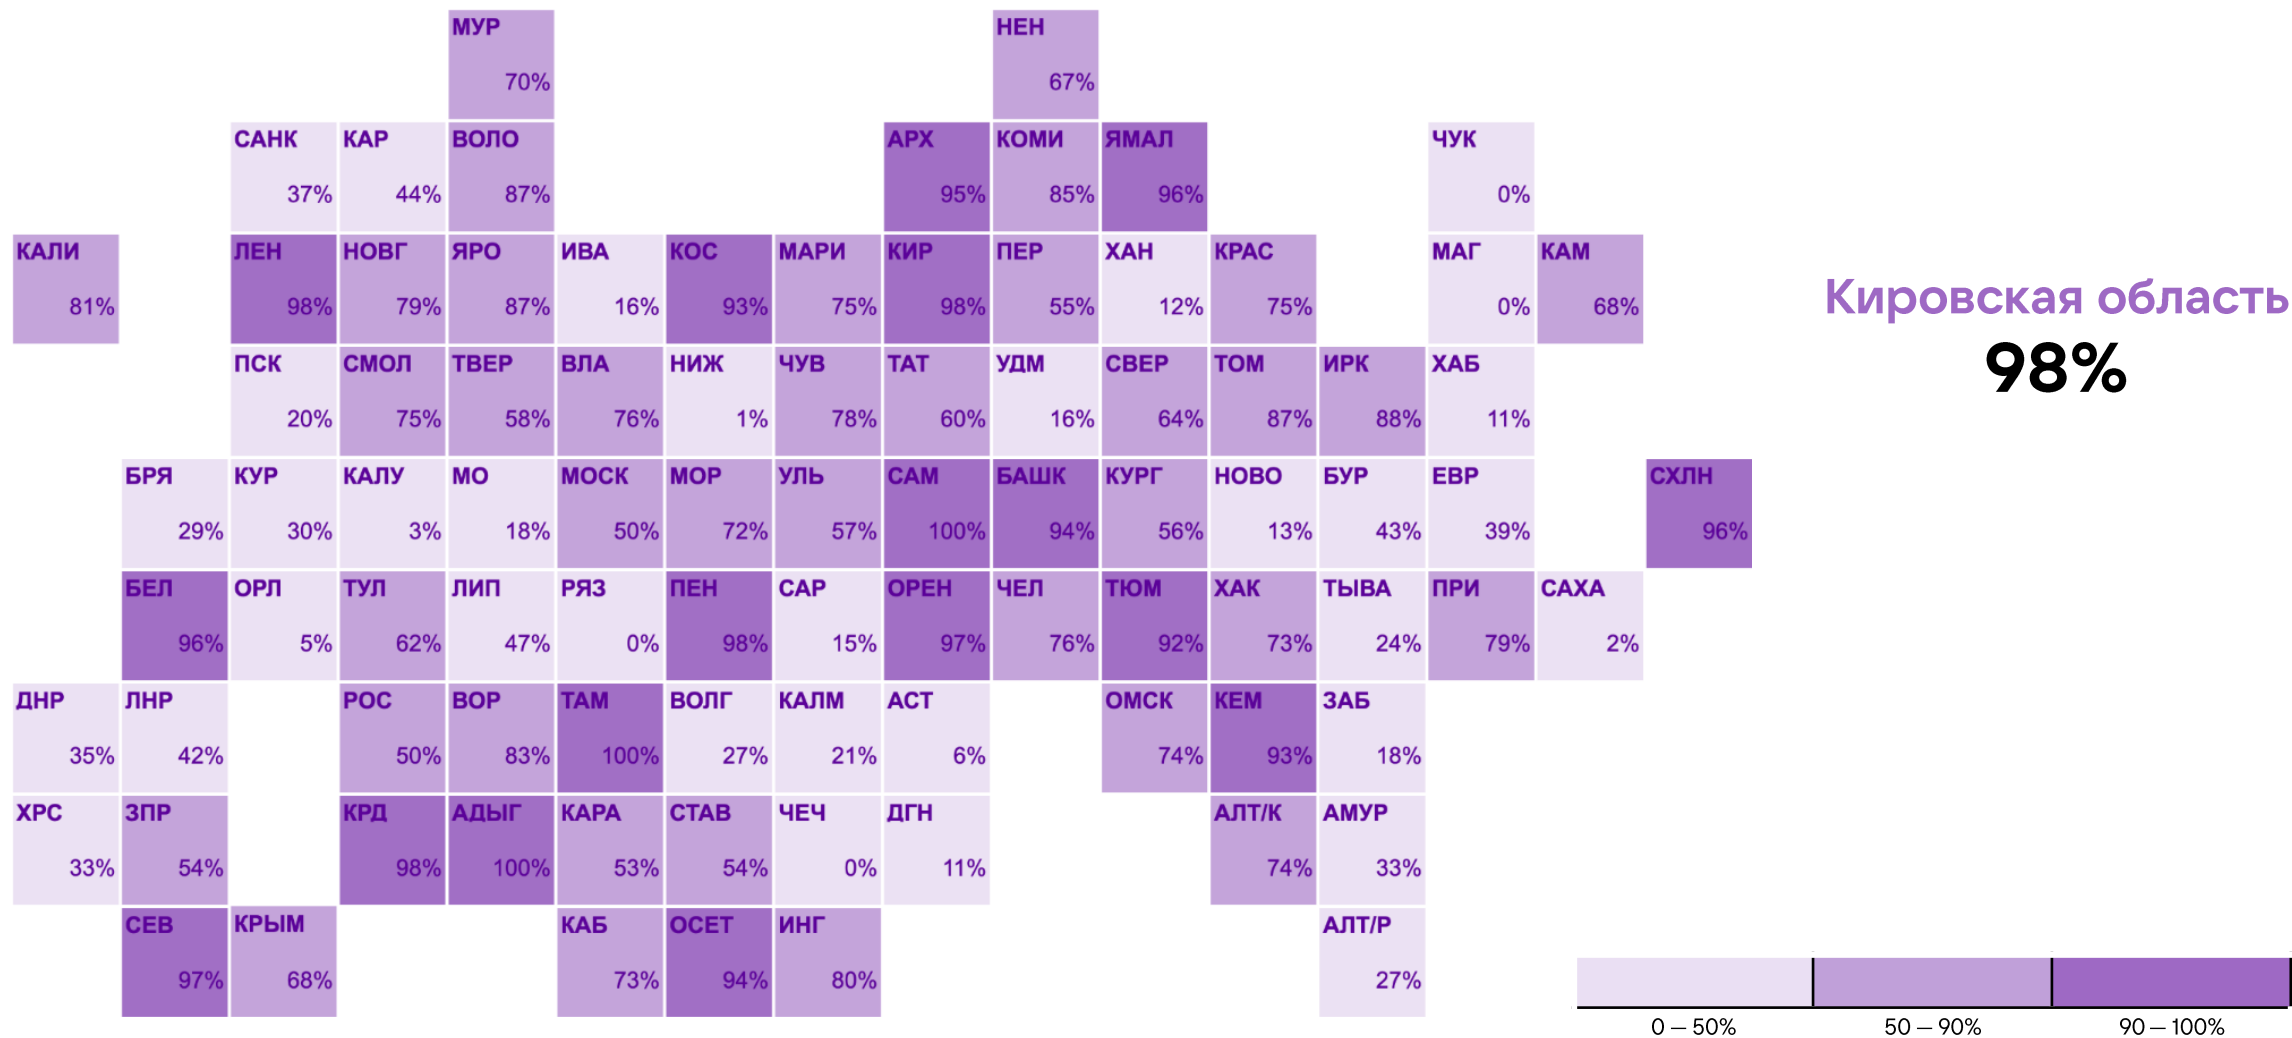 МУР НЕН
70% 67%
САНК КАР ВОЛО АРХ КОМИ ЯМАЛ ЧУК
37% 44% 87% 95% 85% 96% 0%
КАЛИ ЛЕН НОВГ ЯРО ИВА КОС МАРИ КИР ПЕР ХАН КРАС МАГ КАМ
81% 98% 79% 87% 16% 93% 75% 98% 55% 12% 75% 0% 68%
Кировская область
98%
ПСК СМОЛ ТВЕР ВЛА НИЖ ЧУВ ТАТ УДМ СВЕР ТОМ ИРК ХАБ
20% 75% 58% 76% 1% 78% 60% 16% 64% 87% 88% 11%
БРЯ КУР КАЛУ МО МОСК МОР УЛЬ САМ БАШК КУРГ НОВО БУР ЕВР СХЛН
29% 30% 3% 18% 50% 72% 57% 100% 94% 56% 13% 43% 39% 96%
БЕЛ ОРЛ ТУЛ ЛИП РЯЗ ПЕН САР ОРЕН ЧЕЛ ТЮМ ХАК ТЫВА ПРИ САХА
96% 5% 62% 47% 0% 98% 15% 97% 76% 92% 73% 24% 79% 2%
ДНР ЛНР РОС ВОР ТАМ ВОЛГ КАЛМ АСТ ОМСК КЕМ ЗАБ
35% 42% 50% 83% 100% 27% 21% 6% 74% 93% 18%
ХРС ЗПР КРД АДЫГ КАРА СТАВ ЧЕЧ ДГН АЛТ/К АМУР
33% 54% 98% 100% 53% 54% 0% 11% 74% 33%
СЕВ КРЫМ КАБ ОСЕТ ИНГ АЛТ/Р
97% 68% 73% 94% 80% 27%
0 — 50% 50 — 90% 90 — 100%